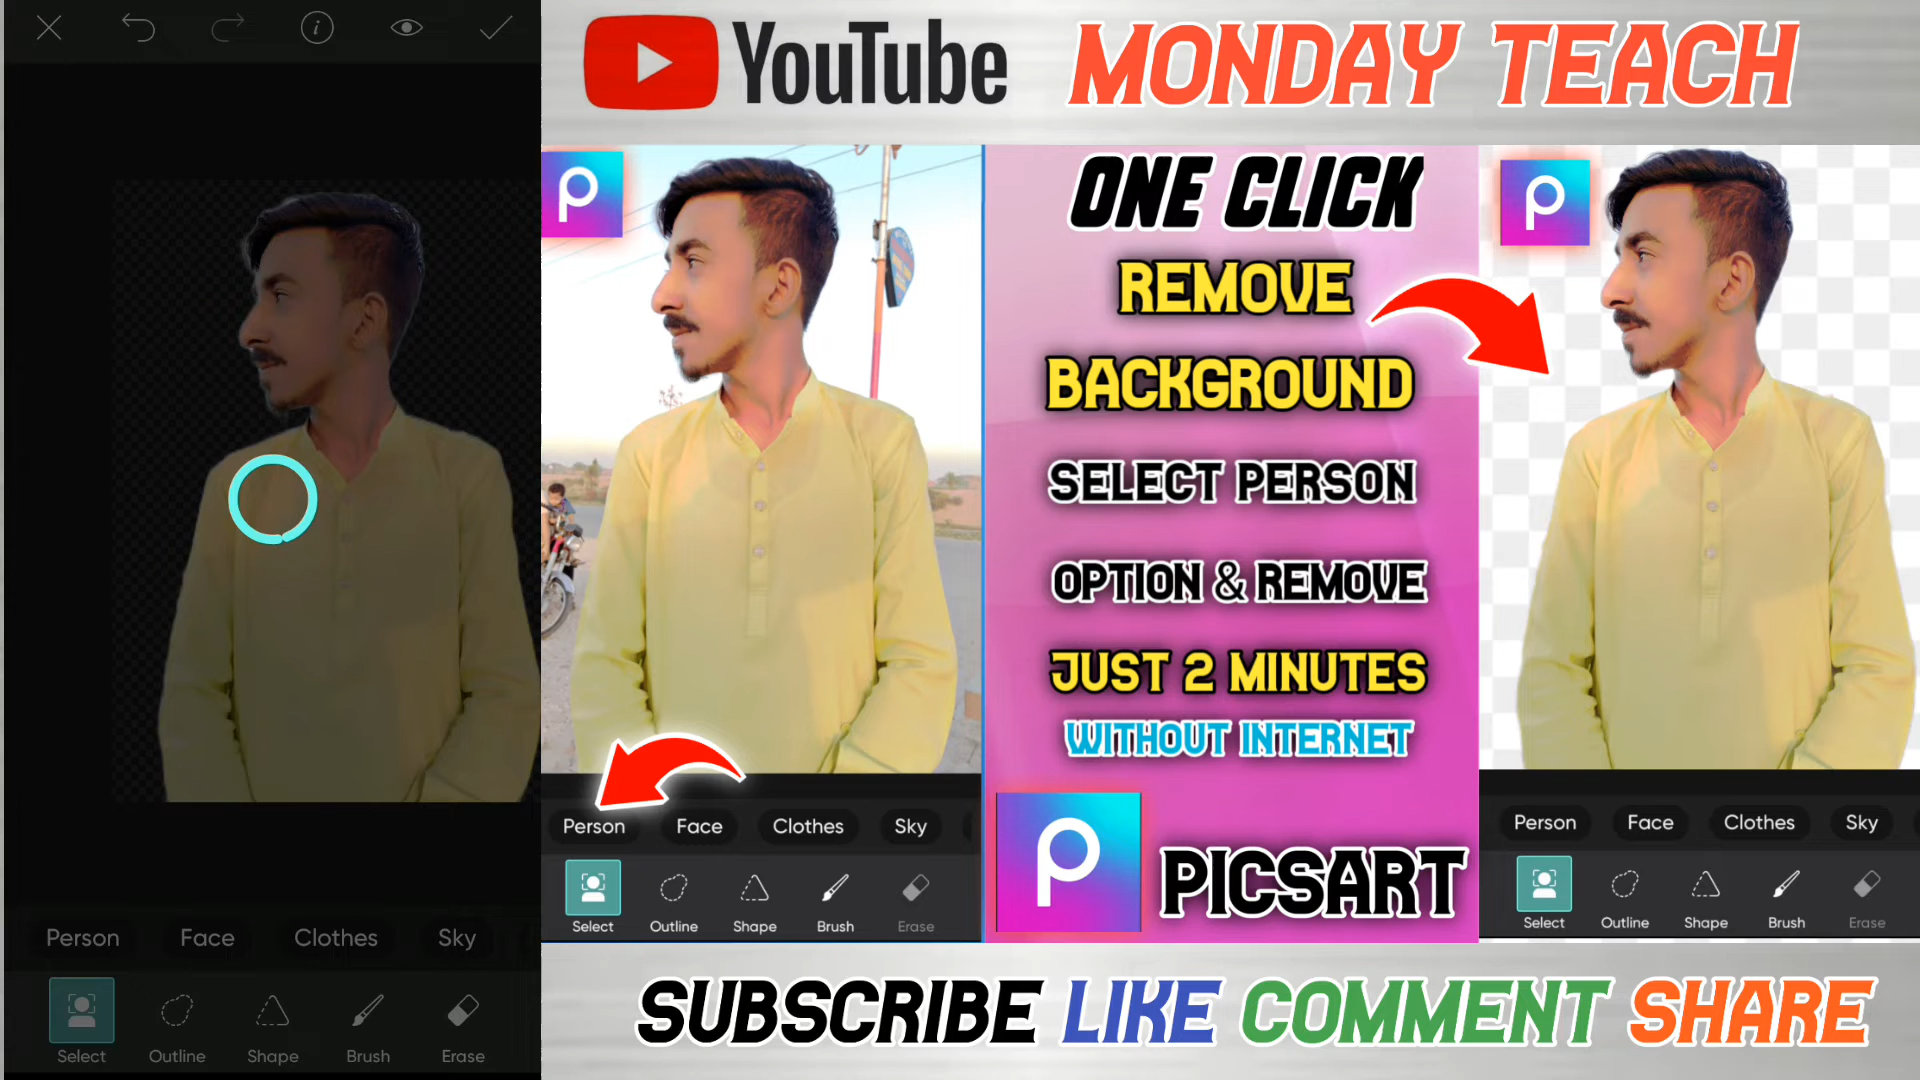 YouTube MONDAY TEACH
ONE CLICK
REMOVE
BACKGROUND
SELECT PERSON
OPTION & REMOVE
JUST 2 MINUTES
WITHOUT INTERNET
PICSART
Person Face Clothes Sky
Select Outline Shape Brush Erase
Person Face Clothes Sky
Select Outline Shape Brush Erase
Person Face Clothes Sky
Select Outline Shape Brush Erase
SUBSCRIBE LIKE COMMENT SHARE